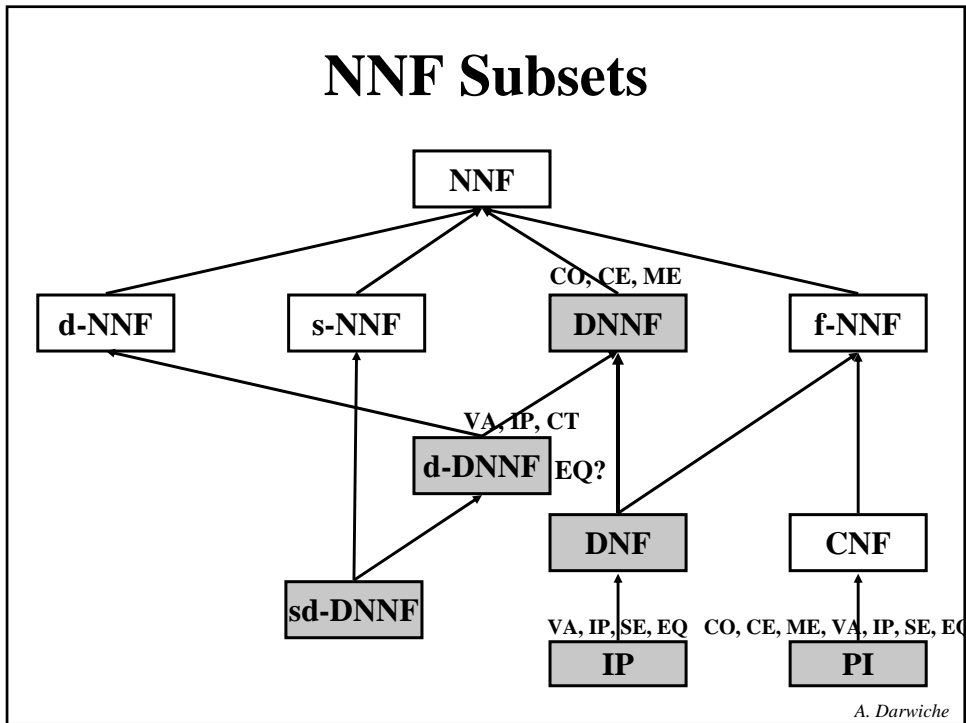 NNF Subsets
NNF
CO, CE, ME
d-NNF s-NNF DNNF f-NNF
VA, IP, CT
d-DNNF EQ?
DNF CNF
sd-DNNF
VA, IP, SE, EQ CO, CE, ME, VA, IP, SE, EQ
IP PI
A. Darwiche